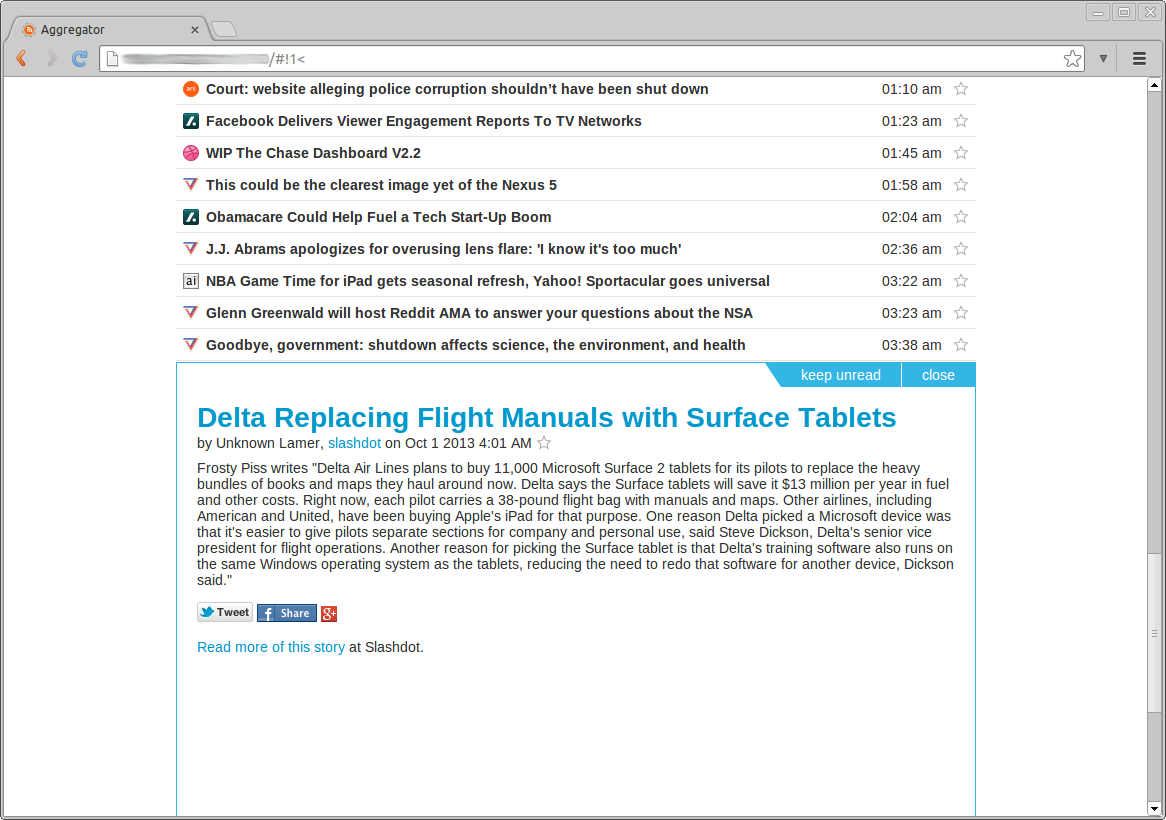 Aggregator
/#!1<
Court: website alleging police corruption shouldn’t have been shut down 01:10 am
Facebook Delivers Viewer Engagement Reports To TV Networks 01:23 am
WIP The Chase Dashboard V2.2 01:45 am
This could be the clearest image yet of the Nexus 5 01:58 am
Obamacare Could Help Fuel a Tech Start-Up Boom 02:04 am
J.J. Abrams apologizes for overusing lens flare: 'I know it's too much' 02:36 am
ai NBA Game Time for iPad gets seasonal refresh, Yahoo! Sportacular goes universal 03:22 am
Glenn Greenwald will host Reddit AMA to answer your questions about the NSA 03:23 am
Goodbye, government: shutdown affects science, the environment, and health 03:38 am
keep unread close
Delta Replacing Flight Manuals with Surface Tablets
by Unknown Lamer, slashdot on Oct 1 2013 4:01 AM
Frosty Piss writes "Delta Air Lines plans to buy 11,000 Microsoft Surface 2 tablets for its pilots to replace the heavy
bundles of books and maps they haul around now. Delta says the Surface tablets will save it $13 million per year in fuel
and other costs. Right now, each pilot carries a 38-pound flight bag with manuals and maps. Other airlines, including
American and United, have been buying Apple's iPad for that purpose. One reason Delta picked a Microsoft device was
that it's easier to give pilots separate sections for company and personal use, said Steve Dickson, Delta's senior vice
president for flight operations. Another reason for picking the Surface tablet is that Delta's training software also runs on
the same Windows operating system as the tablets, reducing the need to redo that software for another device, Dickson
said."
Tweet f Share g+
Read more of this story at Slashdot.